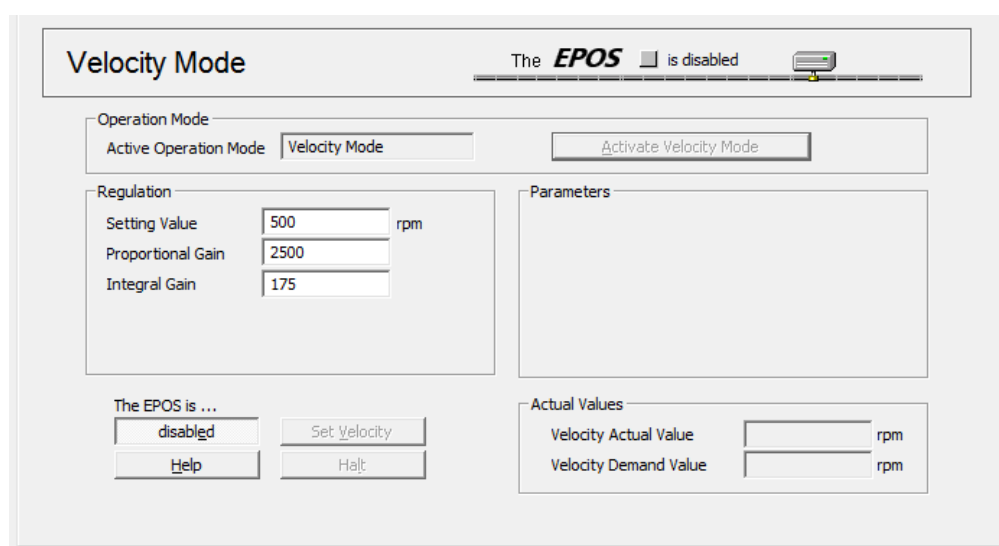 Velocity Mode
The EPOS is disabled
Operation Mode
Active Operation Mode Velocity Mode Activate Velocity Mode
Regulation
Setting Value 500 rpm
Proportional Gain 2500
Integral Gain 175
Parameters
The EPOS is ...
disabled Set Velocity
Help Halt
Actual Values
Velocity Actual Value rpm
Velocity Demand Value rpm